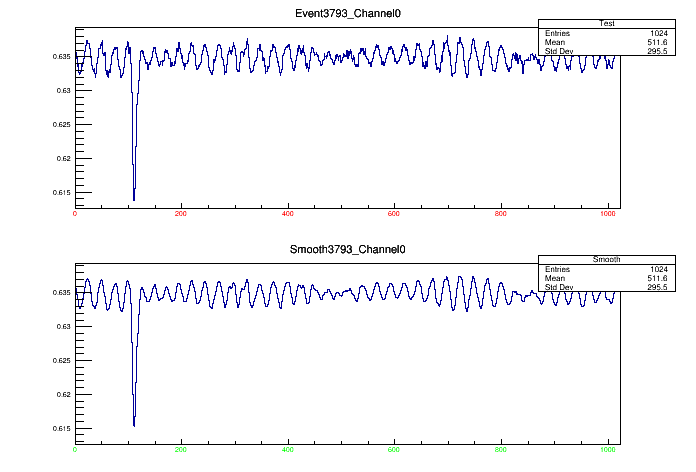 Event3793_Channel0
Test
Entries 1024
Mean 511.6
Std Dev 295.5
0.635
0.63
0.625
0.62
0.615
0 200 400 600 800 1000
Smooth3793_Channel0
Smooth
Entries 1024
Mean 511.6
Std Dev 295.5
0.635
0.63
0.625
0.62
0.615
0 200 400 600 800 1000